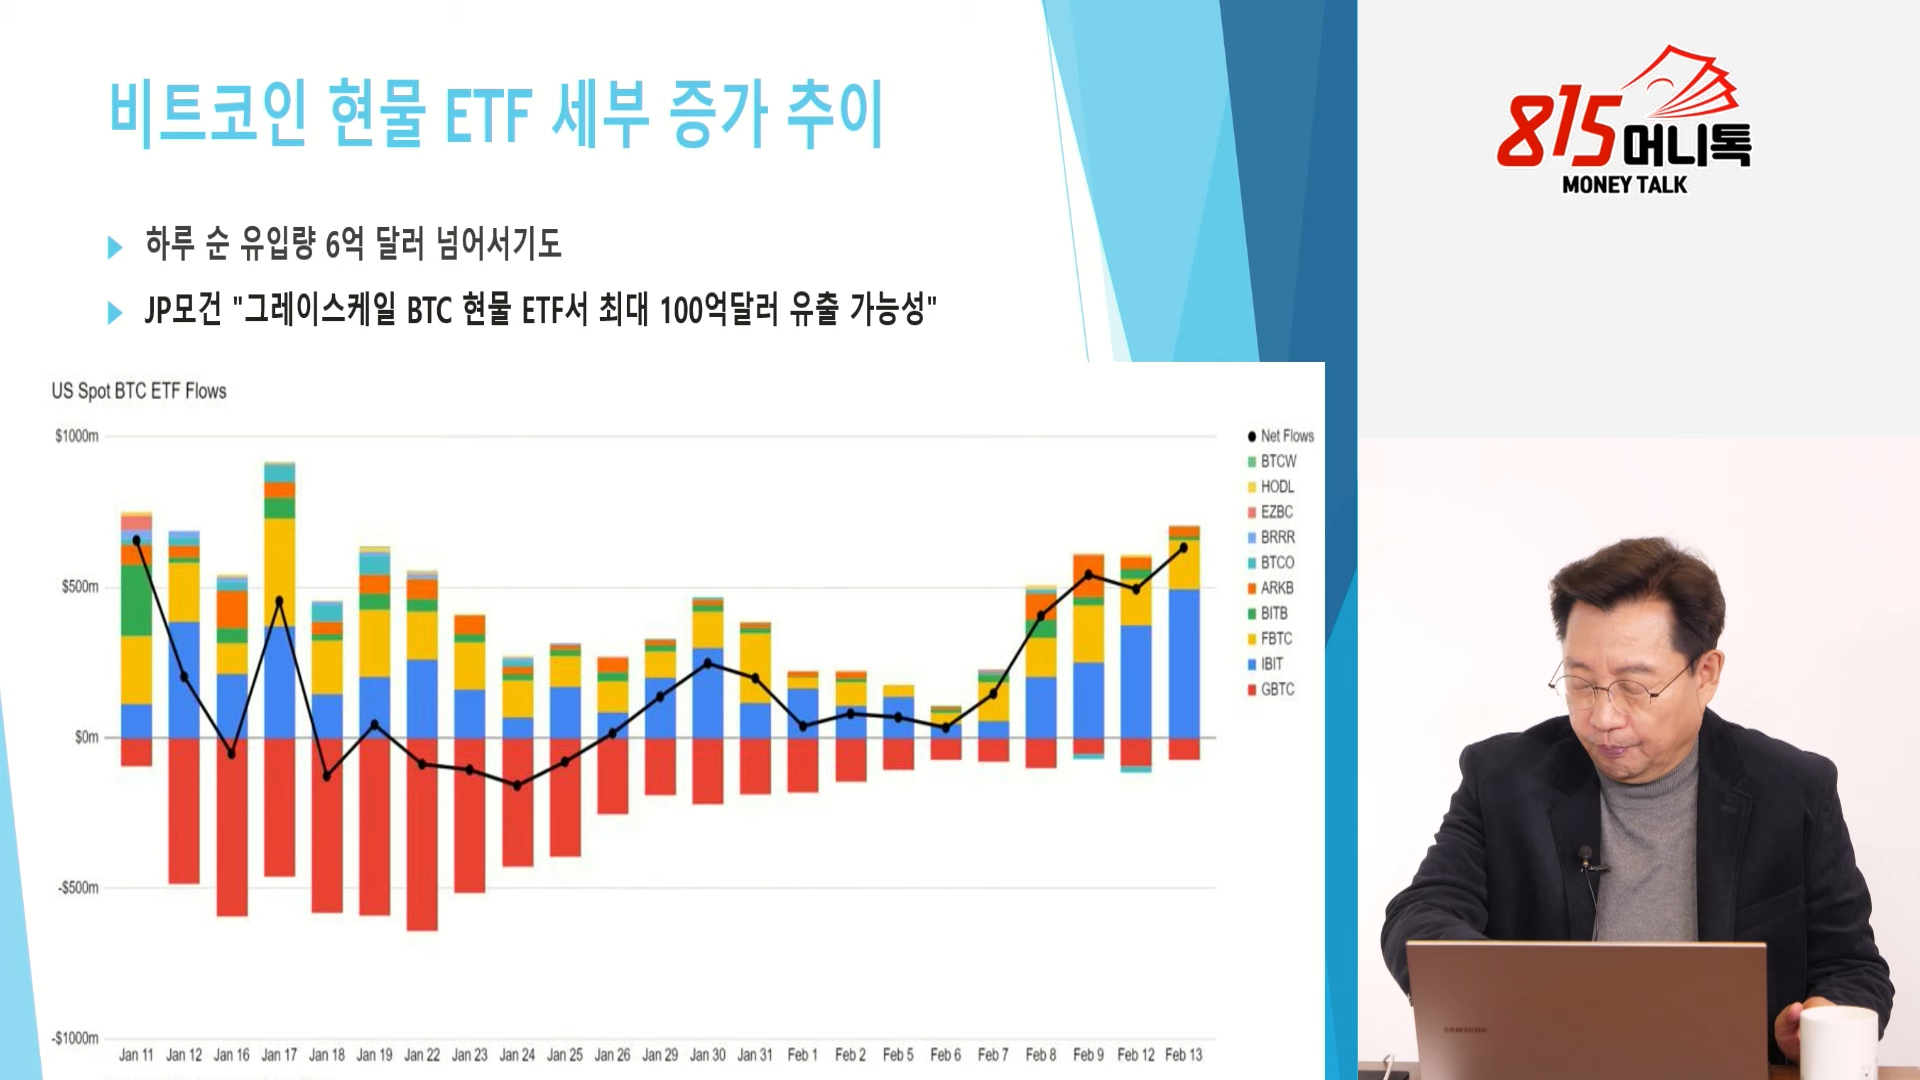 비트코인 현물 ETF 세부 증가 추이
하루 순 유입량 6억 달러 넘어서기도
JP모건 "그레이스케일 BTC 현물 ETF서 최대 100억달러 유출 가능성"
US Spot BTC ETF Flows
$1000m
$500m
$0m
-$500m
-$1000m
Jan 11 Jan 12 Jan 16 Jan 17 Jan 18 Jan 19 Jan 22 Jan 23 Jan 24 Jan 25 Jan 26 Jan 29 Jan 30 Jan 31 Feb 1 Feb 2 Feb 5 Feb 6 Feb 7 Feb 8 Feb 9 Feb 12 Feb 13
Net Flows
BTCW
HODL
EZBC
BRRR
BTCO
ARKB
BITB
FBTC
IBIT
GBTC
815머니톡
MONEY TALK
SAMSUNG